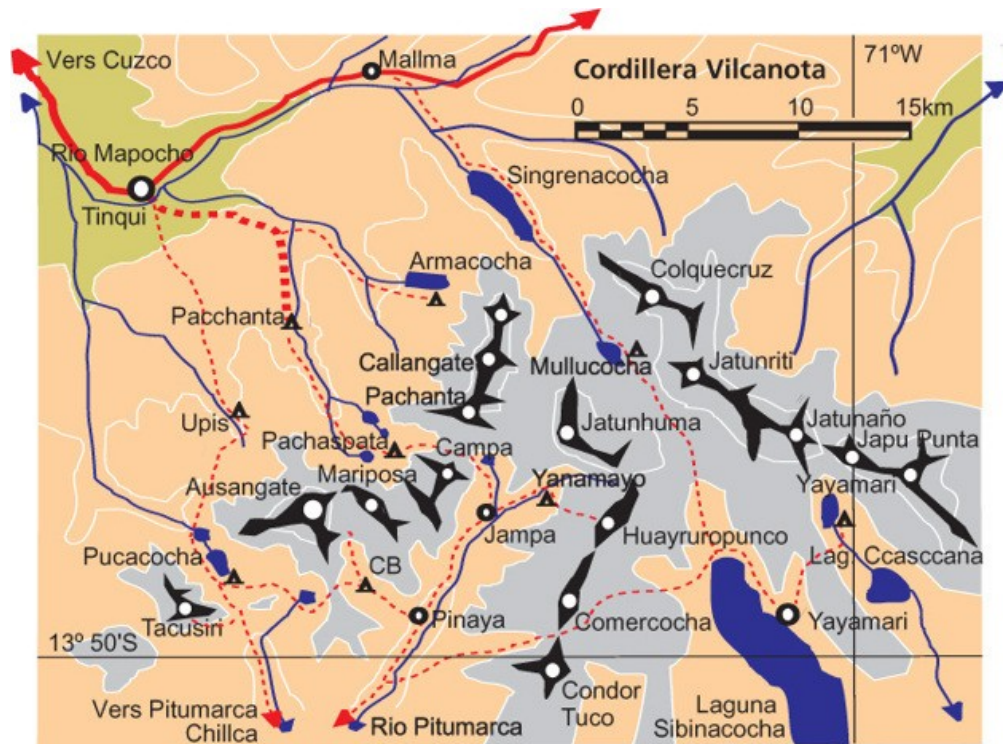 Vers Cuzco
Mallma
71ºW
Cordillera Vilcanota
0 5 10 15km
Rio Mapocho
Tinqui
Singrenacocha
Armacocha
Colquecruz
Pacchanta
Callangate
Mullucocha
Jatunriti
Pachanta
Upis
Jatunhuma
Jatunaño
Pachaspata
Campa
Japu Punta
Mariposa
Ausangate
Yanamayo
Yayamari
Jampa
Huayruropunco
Pucacocha
CB
Lag. Ccasccana
Tacusiri
Pinaya
Comercocha
Yayamari
13º 50'S
Condor
Tuco
Laguna
Sibinacocha
Vers Pitumarca
Chillca
Rio Pitumarca